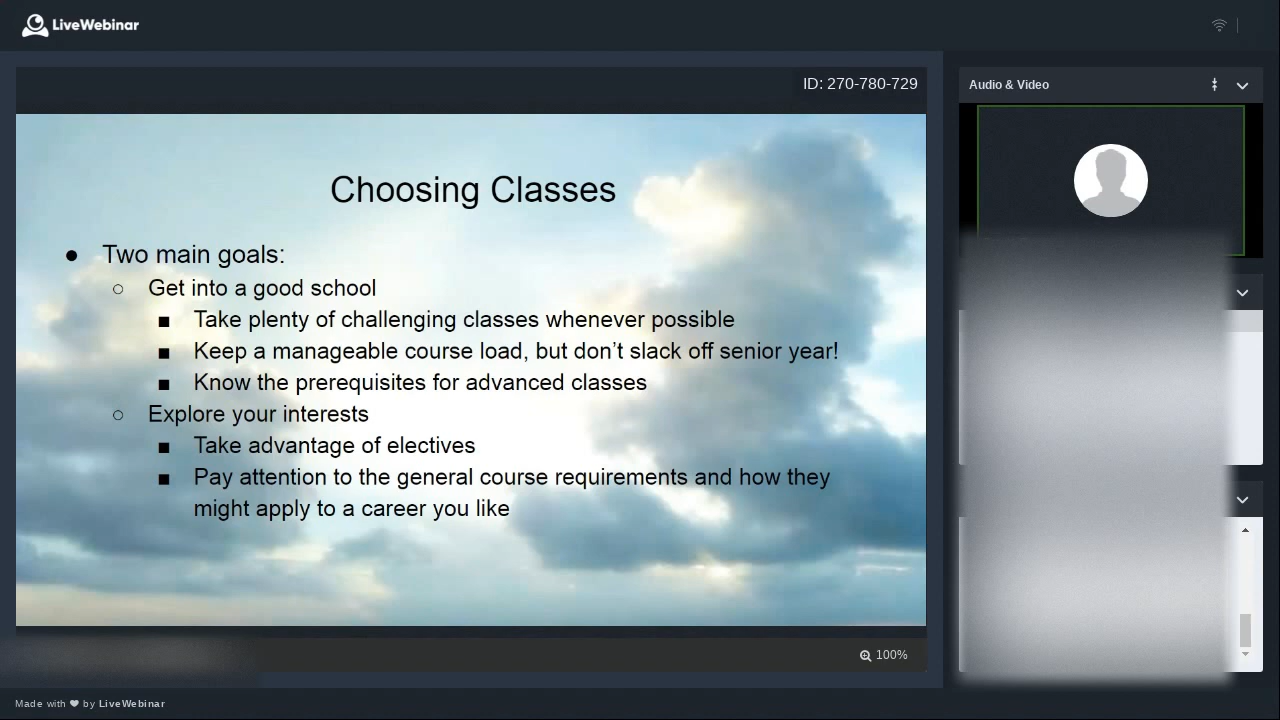 LiveWebinar
ID: 270-780-729
Audio & Video
Choosing Classes
● Two main goals:
○ Get into a good school
■ Take plenty of challenging classes whenever possible
■ Keep a manageable course load, but don’t slack off senior year!
■ Know the prerequisites for advanced classes
○ Explore your interests
■ Take advantage of electives
■ Pay attention to the general course requirements and how they
might apply to a career you like
100%
Made with ❤ by LiveWebinar